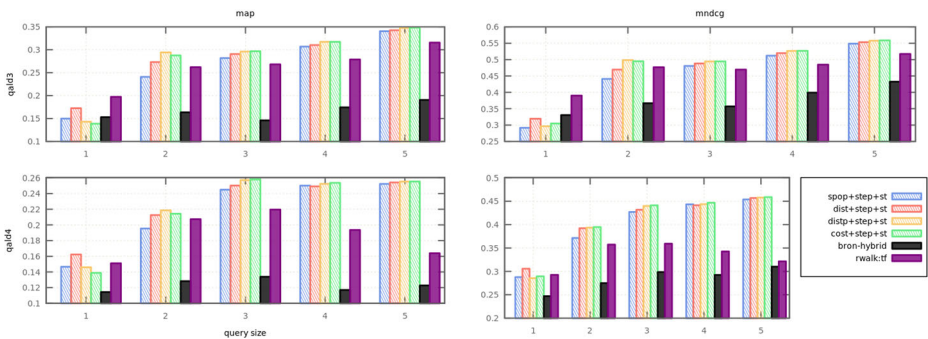 map
mndcg
0.35
0.3
0.25
0.2
0.15
0.1
qald3
1 2 3 4 5
0.6
0.55
0.5
0.45
0.4
0.35
0.3
0.25
1 2 3 4 5
0.26
0.24
0.22
0.2
0.18
0.16
0.14
0.12
0.1
qald4
1 2 3 4 5
query size
0.5
0.45
0.4
0.35
0.3
0.25
0.2
1 2 3 4 5
spop+step+st
dist+step+st
distp+step+st
cost+step+st
bron-hybrid
rwalk:tf